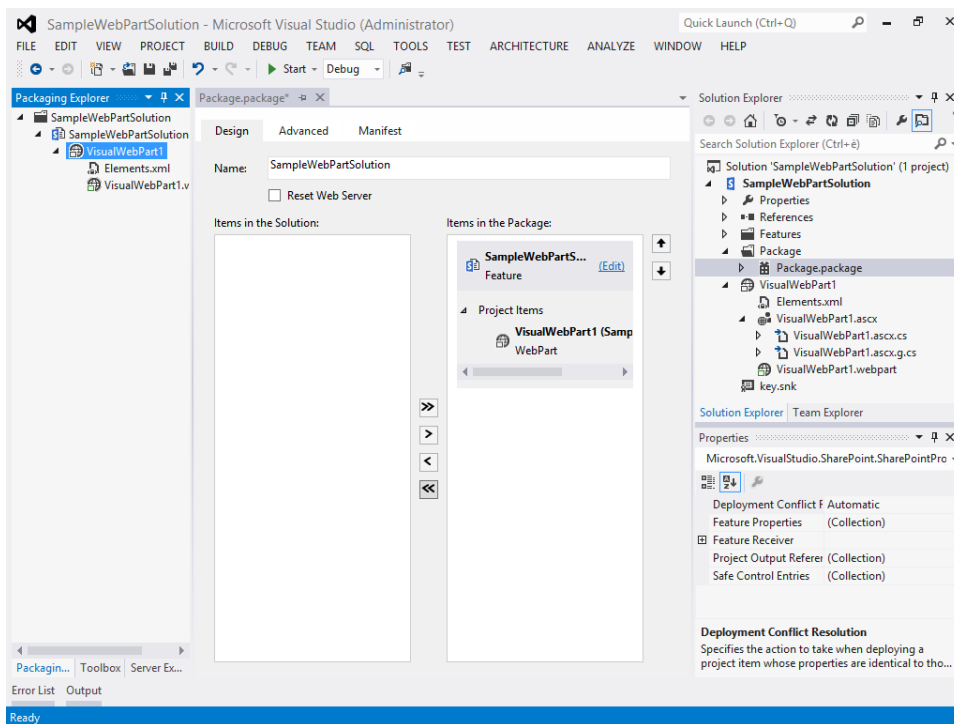 SampleWebPartSolution - Microsoft Visual Studio (Administrator)
Quick Launch (Ctrl+Q)
FILE EDIT VIEW PROJECT BUILD DEBUG TEAM SQL TOOLS TEST ARCHITECTURE ANALYZE WINDOW HELP
Start Debug
Packaging Explorer
SampleWebPartSolution
SampleWebPartSolution
VisualWebPart1
Elements.xml
VisualWebPart1.v
Packagin... Toolbox Server Ex...
Package.package*
Design Advanced Manifest
Name: SampleWebPartSolution
Reset Web Server
Items in the Solution:
Items in the Package:
SampleWebPartS... (Edit)
Feature
Project Items
VisualWebPart1 (Samp
WebPart
Solution Explorer
Search Solution Explorer (Ctrl+è)
Solution 'SampleWebPartSolution' (1 project)
SampleWebPartSolution
Properties
References
Features
Package
Package.package
VisualWebPart1
Elements.xml
VisualWebPart1.ascx
VisualWebPart1.ascx.cs
VisualWebPart1.ascx.g.cs
VisualWebPart1.webpart
key.snk
Solution Explorer Team Explorer
Properties
Microsoft.VisualStudio.SharePoint.SharePointPro
Deployment Conflict F Automatic
Feature Properties (Collection)
Feature Receiver
Project Output Referer (Collection)
Safe Control Entries (Collection)
Deployment Conflict Resolution
Specifies the action to take when deploying a
project item whose properties are identical to tho...
Error List Output
Ready